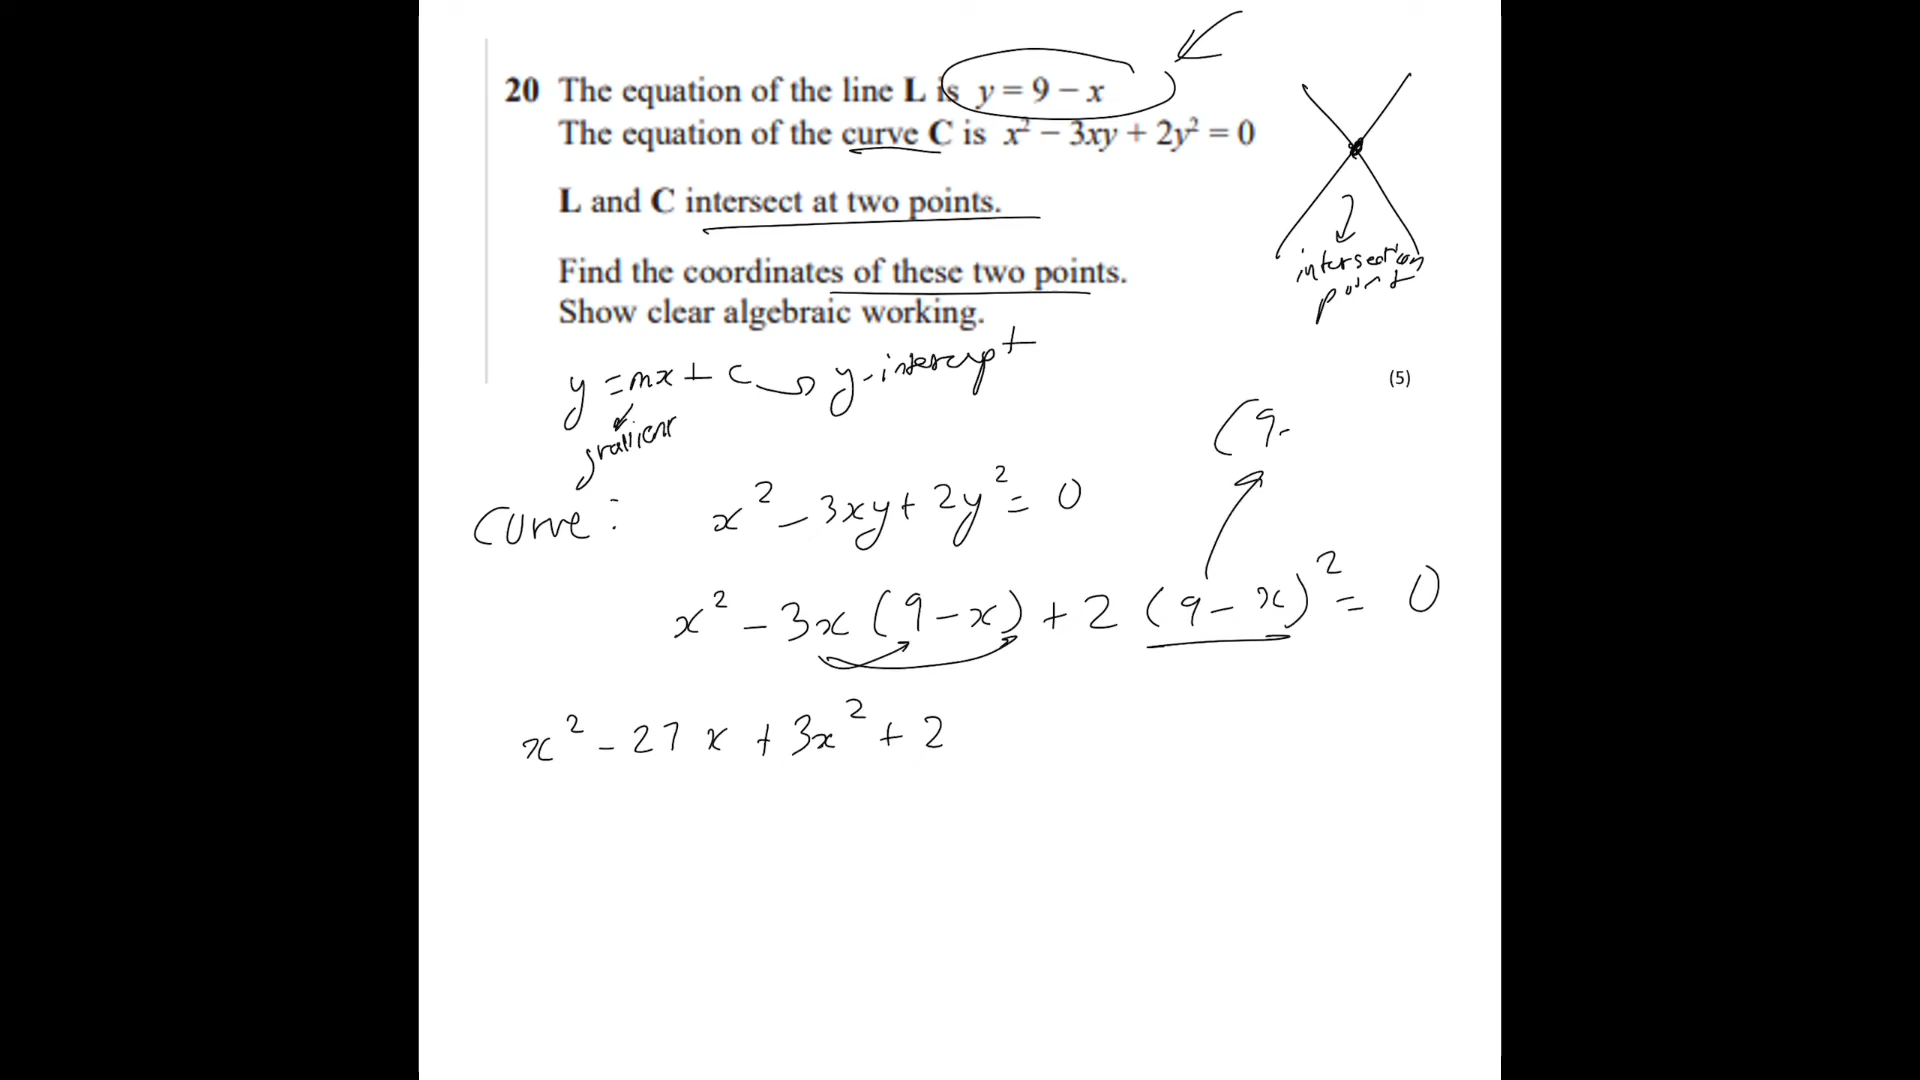 20 The equation of the line L is y = 9 – x
The equation of the curve C is x² – 3xy + 2y² = 0
L and C intersect at two points.
Find the coordinates of these two points.
Show clear algebraic working.
(5)
intersection
point
y = mx + c → y-intercept
gradient
(9-
Curve : x² – 3xy + 2y² = 0
x² – 3x (9 – x) + 2 (9 – x)² = 0
x² – 27x + 3x² + 2